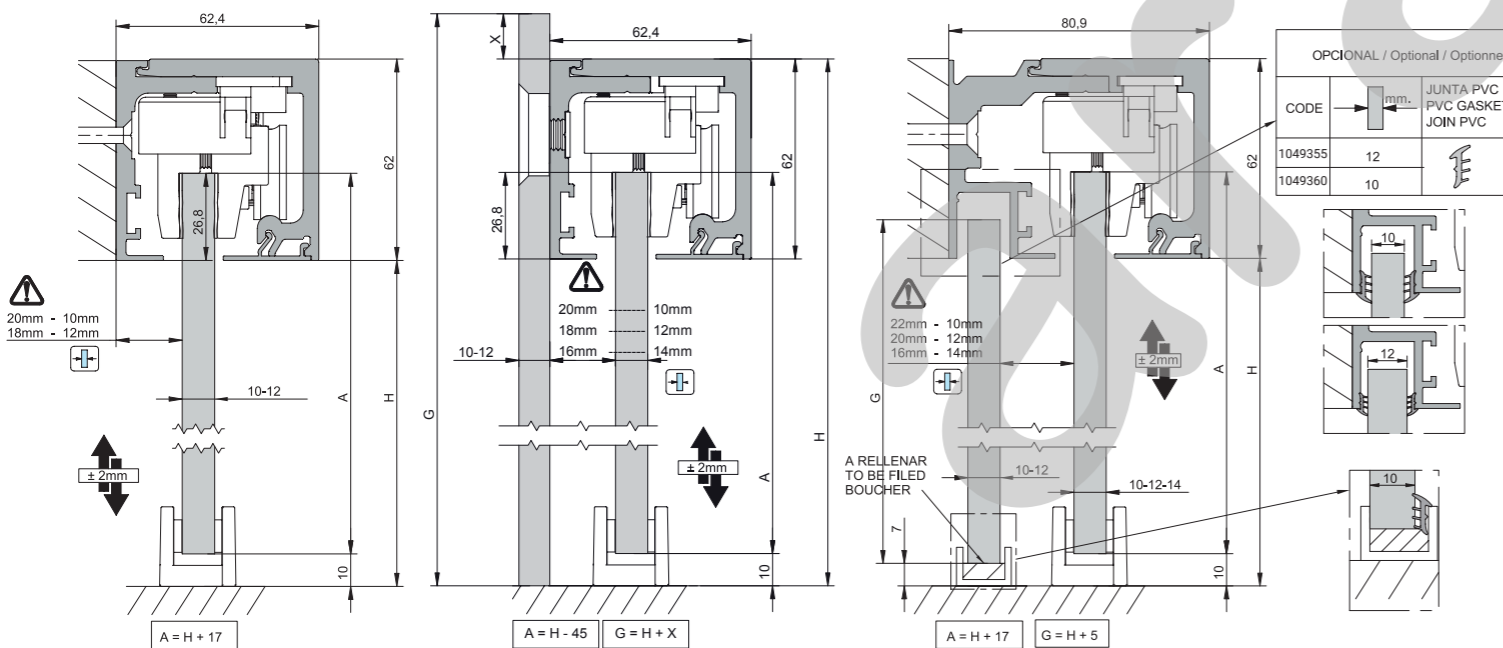 62,4
62
26,8
20mm - 10mm
18mm - 12mm
10-12
A
H
± 2mm
10
A = H + 17
X
62,4
62
26,8
20mm 10mm
18mm 12mm
16mm 14mm
10-12
G
A
H
± 2mm
10
A = H - 45
G = H + X
80,9
62
22mm - 10mm
20mm - 12mm
16mm - 14mm
± 2mm
G
A
H
A RELLENAR
TO BE FILED
BOUCHER
10-12
10-12-14
7
10
A = H + 17
G = H + 5
OPCIONAL / Optional / Optionne
CODE
mm.
JUNTA PVC
PVC GASKET
JOIN PVC
1049355 12
1049360 10
10
12
10